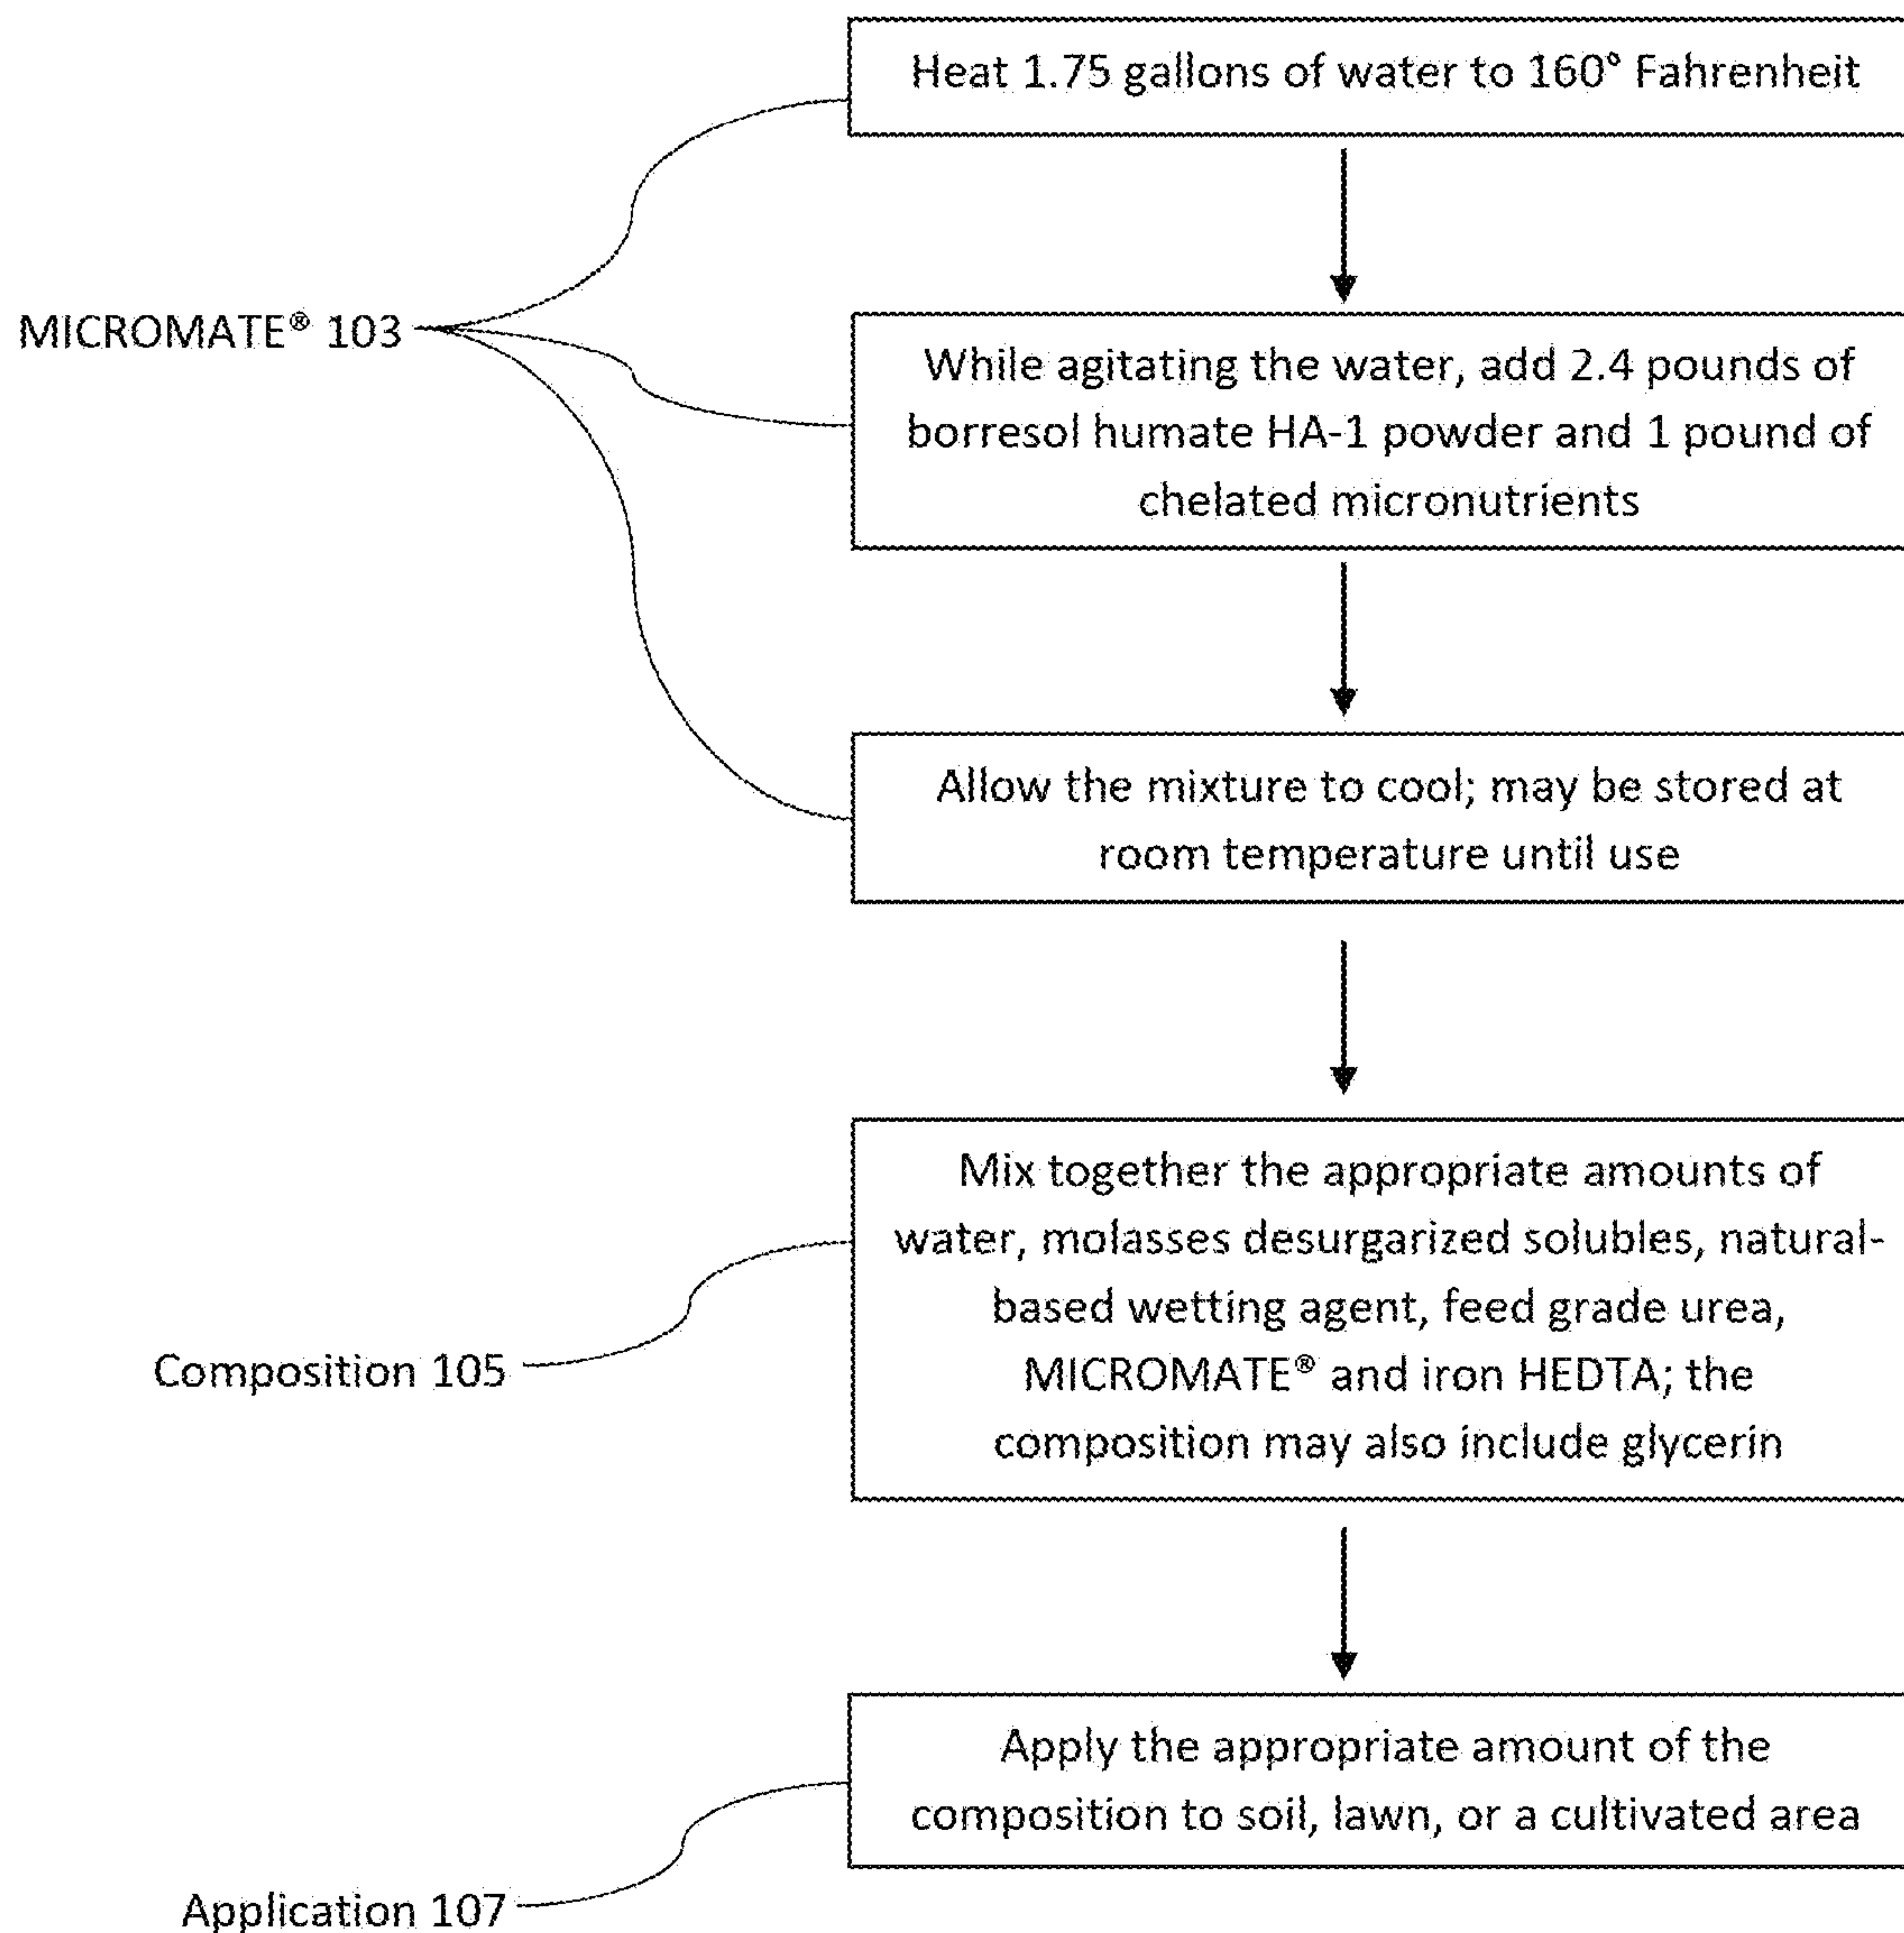 Heat 1.75 gallons of water to 160° Fahrenheit
MICROMATE® 103
While agitating the water, add 2.4 pounds of
borresol humate HA-1 powder and 1 pound of
chelated micronutrients
Allow the mixture to cool; may be stored at
room temperature until use
Mix together the appropriate amounts of
water, molasses desurgarized solubles, natural-
based wetting agent, feed grade urea,
MICROMATE® and iron HEDTA; the
composition may also include glycerin
Composition 105
Apply the appropriate amount of the
composition to soil, lawn, or a cultivated area
Application 107